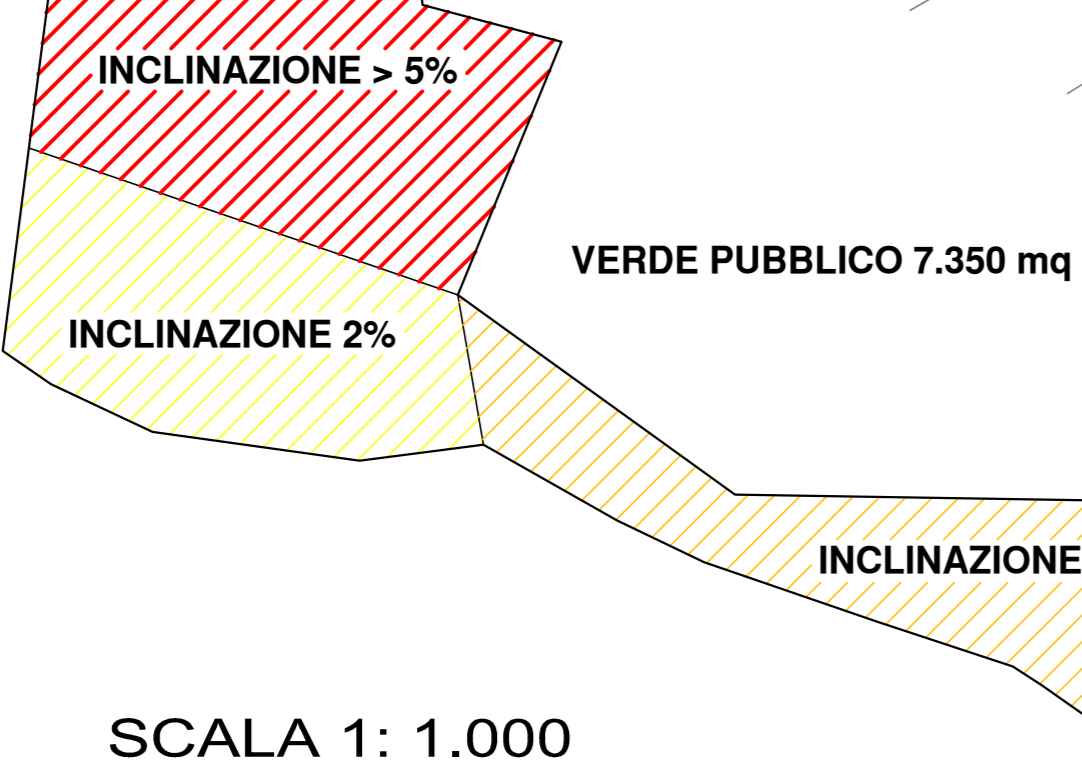 INCLINAZIONE > 5%
VERDE PUBBLICO 7.350 mq
INCLINAZIONE 2%
INCLINAZIONE
SCALA 1: 1.000